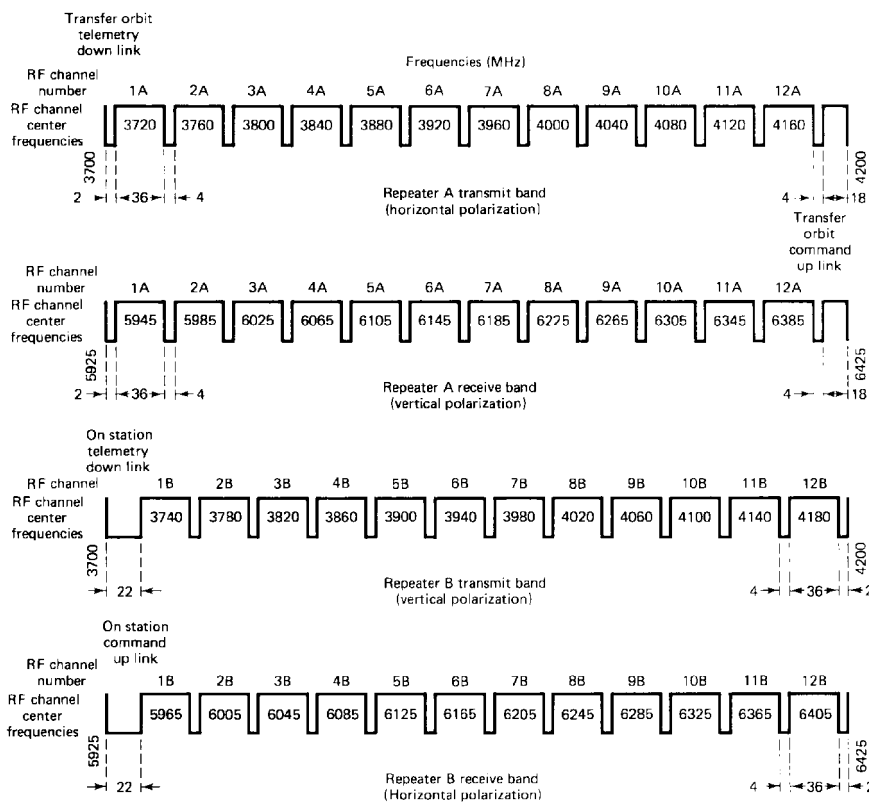 Transfer orbit
telemetry
down link
Frequencies (MHz)
RF channel
number 1A 2A 3A 4A 5A 6A 7A 8A 9A 10A 11A 12A
RF channel
center
frequencies
3720 3760 3800 3840 3880 3920 3960 4000 4040 4080 4120 4160
3700 4200
2 36 4 4 18
Repeater A transmit band
(horizontal polarization)
Transfer
orbit
command
up link
RF channel
number 1A 2A 3A 4A 5A 6A 7A 8A 9A 10A 11A 12A
RF channel
center
frequencies
5945 5985 6025 6065 6105 6145 6185 6225 6265 6305 6345 6385
5925 6425
2 36 4 4 18
Repeater A receive band
(vertical polarization)
On station
telemetry
down link
RF channel 1B 2B 3B 4B 5B 6B 7B 8B 9B 10B 11B 12B
RF channel
center
frequencies
3740 3780 3820 3860 3900 3940 3980 4020 4060 4100 4140 4180
3700 4200
22 4 36 2
Repeater B transmit band
(vertical polarization)
On station
command
up link
RF channel
number 1B 2B 3B 4B 5B 6B 7B 8B 9B 10B 11B 12B
RF channel
center
frequencies
5965 6005 6045 6085 6125 6165 6205 6245 6285 6325 6365 6405
5925 6425
22 4 36 2
Repeater B receive band
(Horizontal polarization)